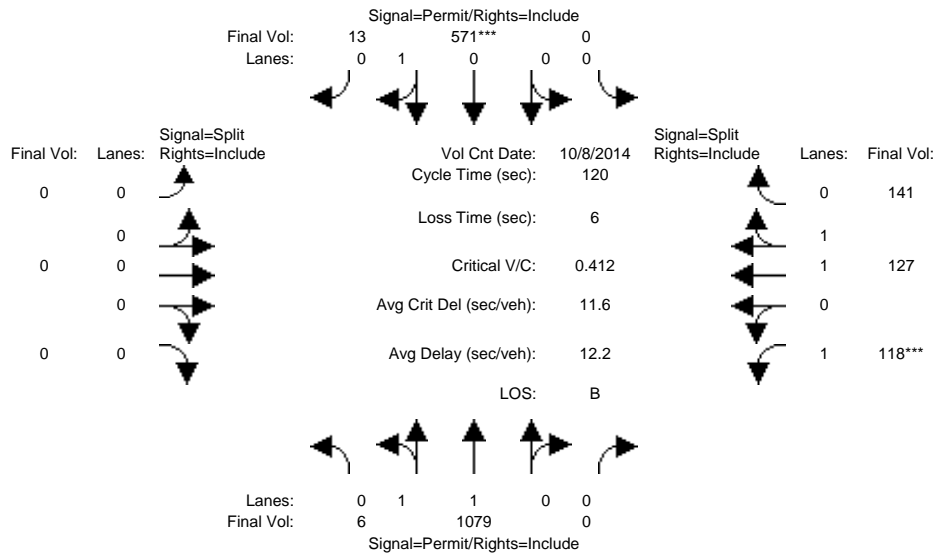 Signal=Permit/Rights=Include
Final Vol: 13 571*** 0
Lanes: 0 1 0 0 0
Signal=Split
Final Vol: Lanes: Rights=Include
Vol Cnt Date: 10/8/2014
Signal=Split
Rights=Include Lanes: Final Vol:
Cycle Time (sec): 120
0 0
0 141
Loss Time (sec): 6
0
1
0 0
Critical V/C: 0.412
1 127
0
Avg Crit Del (sec/veh): 11.6
0
0 0
Avg Delay (sec/veh): 12.2
1 118***
LOS: B
Lanes: 0 1 1 0 0
Final Vol: 6 1079 0
Signal=Permit/Rights=Include